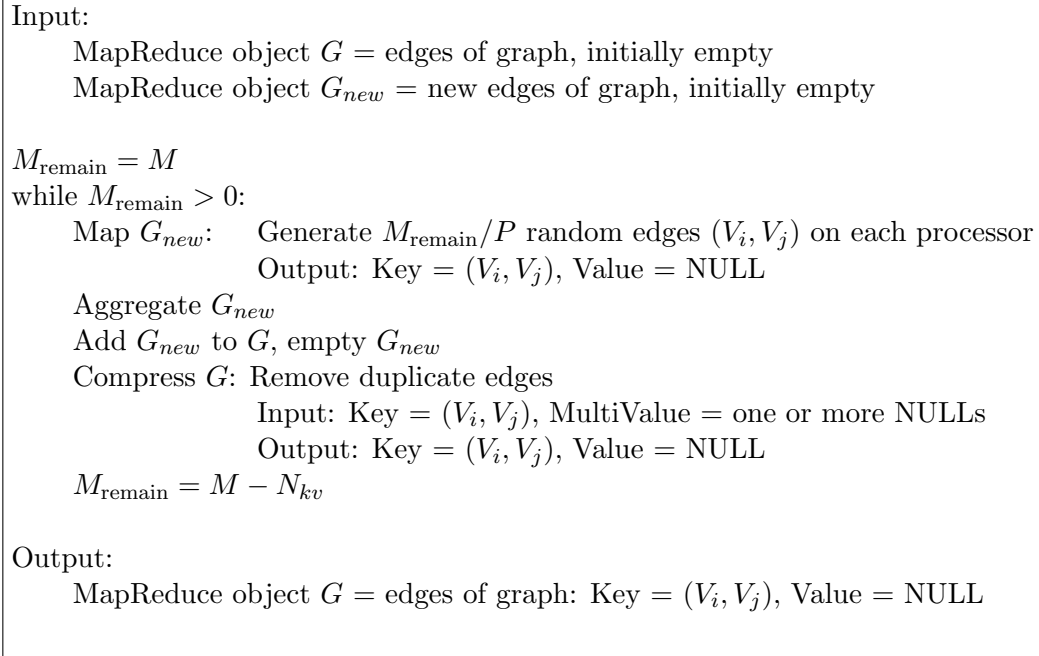 Input:
MapReduce object G = edges of graph, initially empty
MapReduce object G_new = new edges of graph, initially empty
M_remain = M
while M_remain > 0:
Map G_new: Generate M_remain/P random edges (V_i, V_j) on each processor
Output: Key = (V_i, V_j), Value = NULL
Aggregate G_new
Add G_new to G, empty G_new
Compress G: Remove duplicate edges
Input: Key = (V_i, V_j), MultiValue = one or more NULLs
Output: Key = (V_i, V_j), Value = NULL
M_remain = M − N_kv
Output:
MapReduce object G = edges of graph: Key = (V_i, V_j), Value = NULL